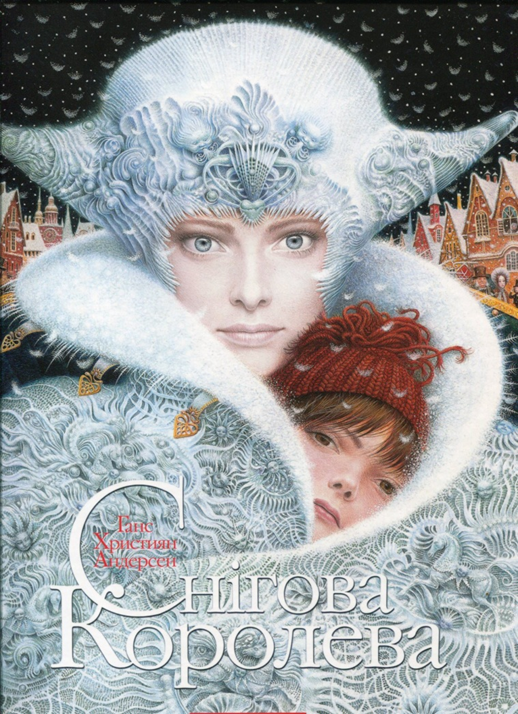 Ганс
Християн
Андерсен
Снігова
Королева